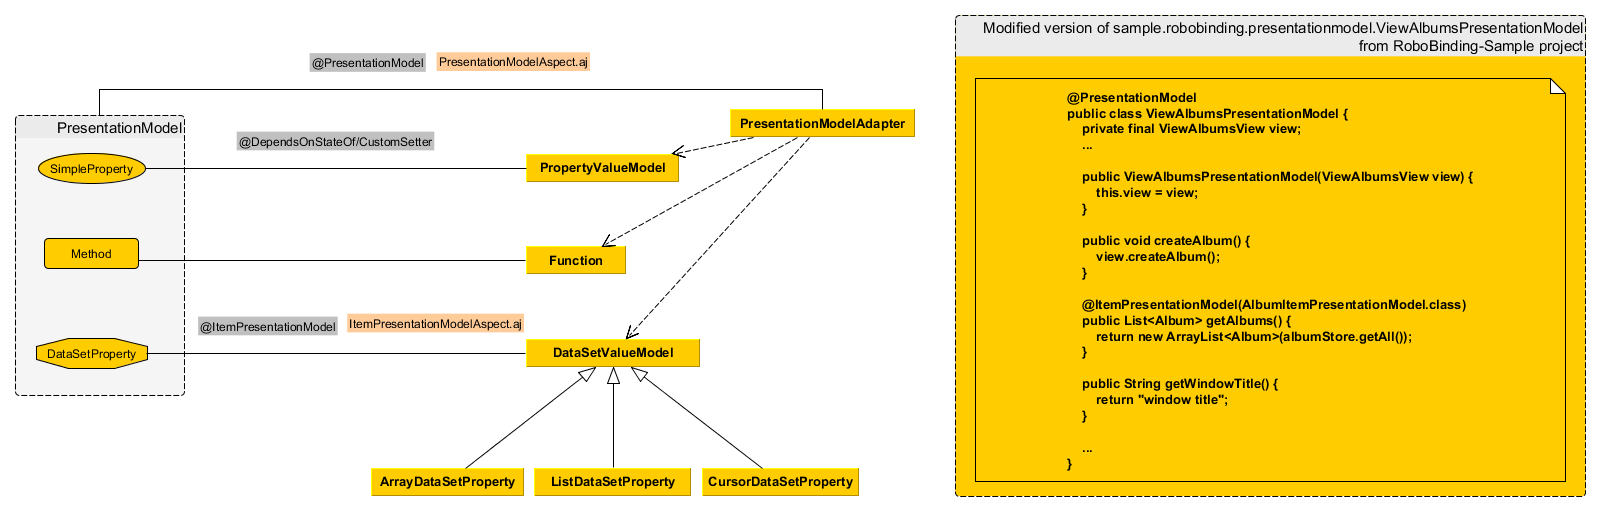 @PresentationModel
PresentationModelAspect.aj
PresentationModel
PresentationModelAdapter
@DependsOnStateOf/CustomSetter
SimpleProperty
PropertyValueModel
Method
Function
@ItemPresentationModel
ItemPresentationModelAspect.aj
DataSetProperty
DataSetValueModel
ArrayDataSetProperty
ListDataSetProperty
CursorDataSetProperty
Modified version of sample.robobinding.presentationmodel.ViewAlbumsPresentationModel
from RoboBinding-Sample project
@PresentationModel
public class ViewAlbumsPresentationModel {
private final ViewAlbumsView view;
...
public ViewAlbumsPresentationModel(ViewAlbumsView view) {
this.view = view;
}
public void createAlbum() {
view.createAlbum();
}
@ItemPresentationModel(AlbumItemPresentationModel.class)
public List<Album> getAlbums() {
return new ArrayList<Album>(albumStore.getAll());
}
public String getWindowTitle() {
return "window title";
}
...
}